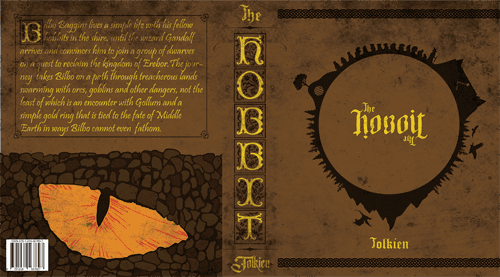 Bilbo Baggins lives a simple life with his fellow
hobbits in the shire, until the wizard Gandalf
arrives and convinces him to join a group of dwarves
on a quest to reclaim the kingdom of Erebor. The jour-
ney takes Bilbo on a path through treacherous lands
swarming with orcs, goblins and other dangers, not the
least of which is an encounter with Gollum and a
simple gold ring that is tied to the fate of Middle
Earth in ways Bilbo cannot even fathom.
The
HOBBIT
Tolkien
The
Tolkien